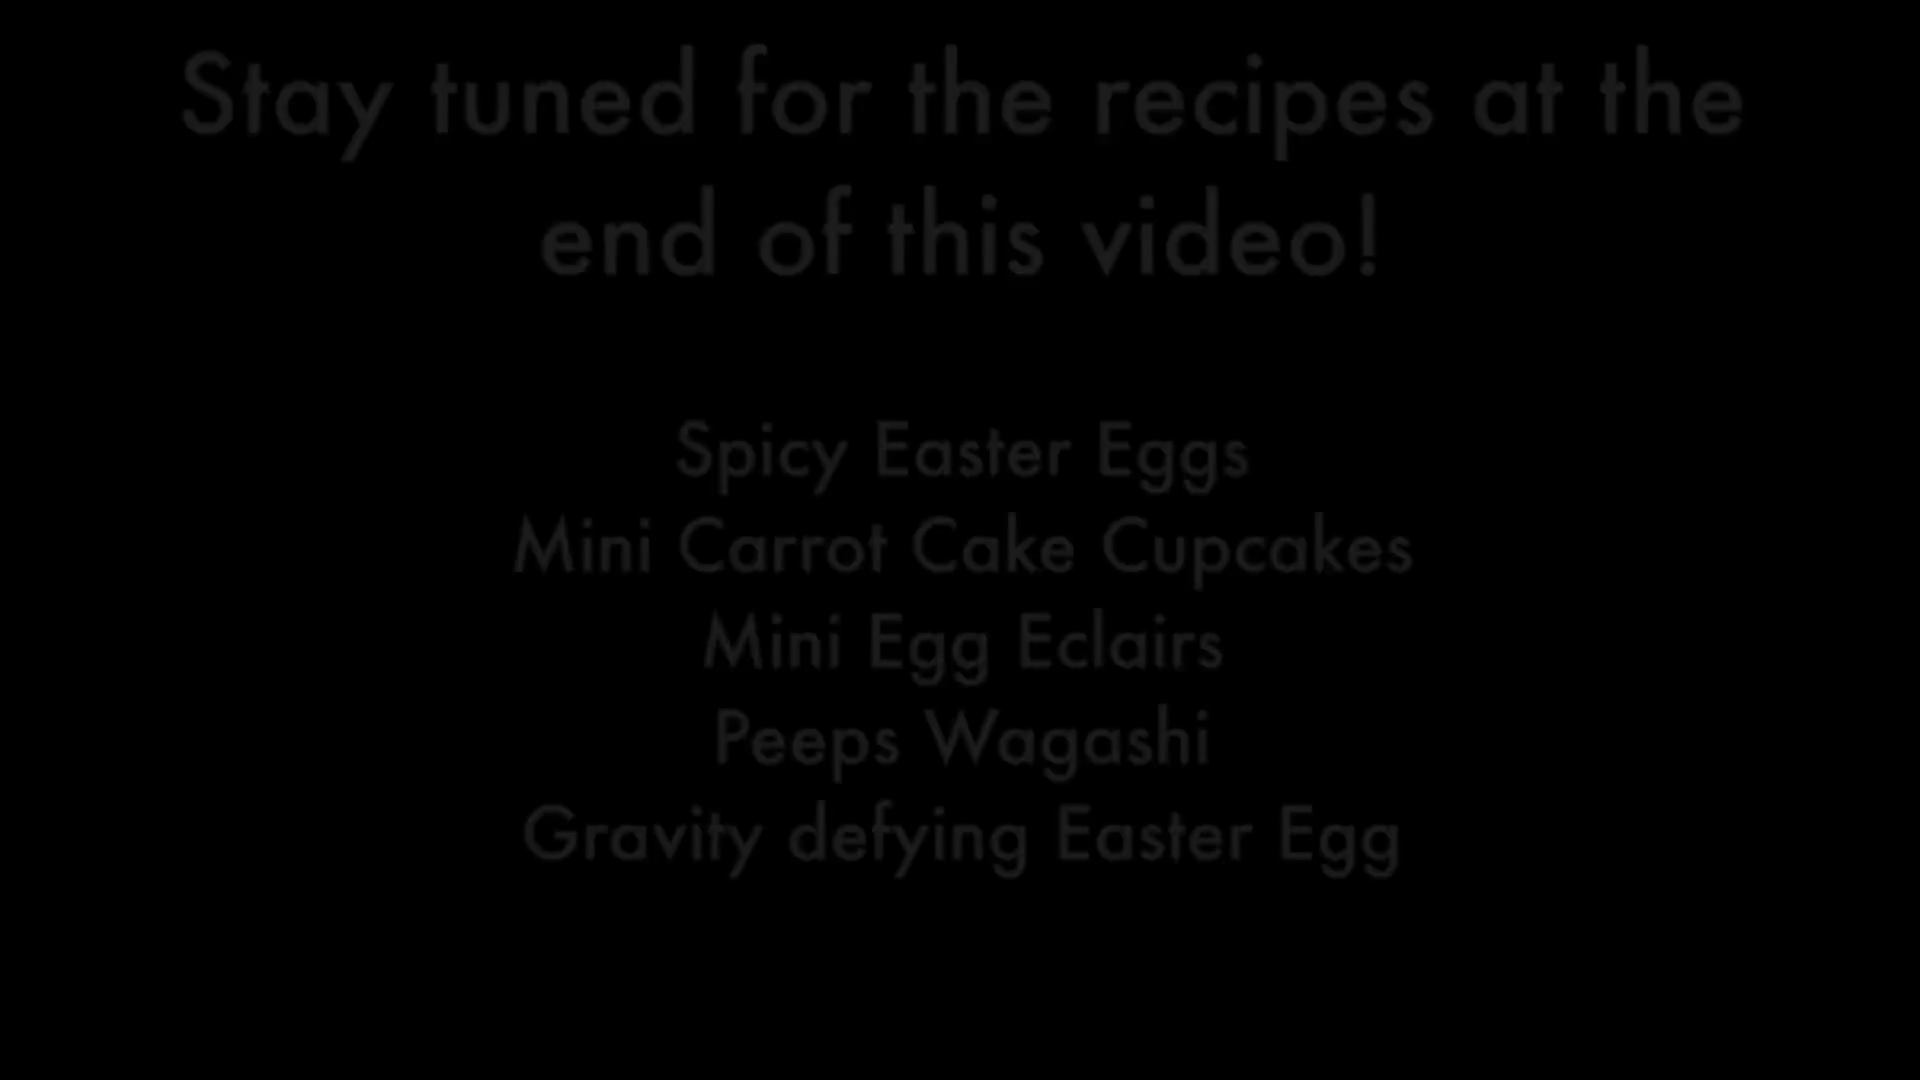 Stay tuned for the recipes at the
end of this video!
Spicy Easter Eggs
Mini Carrot Cake Cupcakes
Mini Egg Eclairs
Peeps Wagashi
Gravity defying Easter Egg